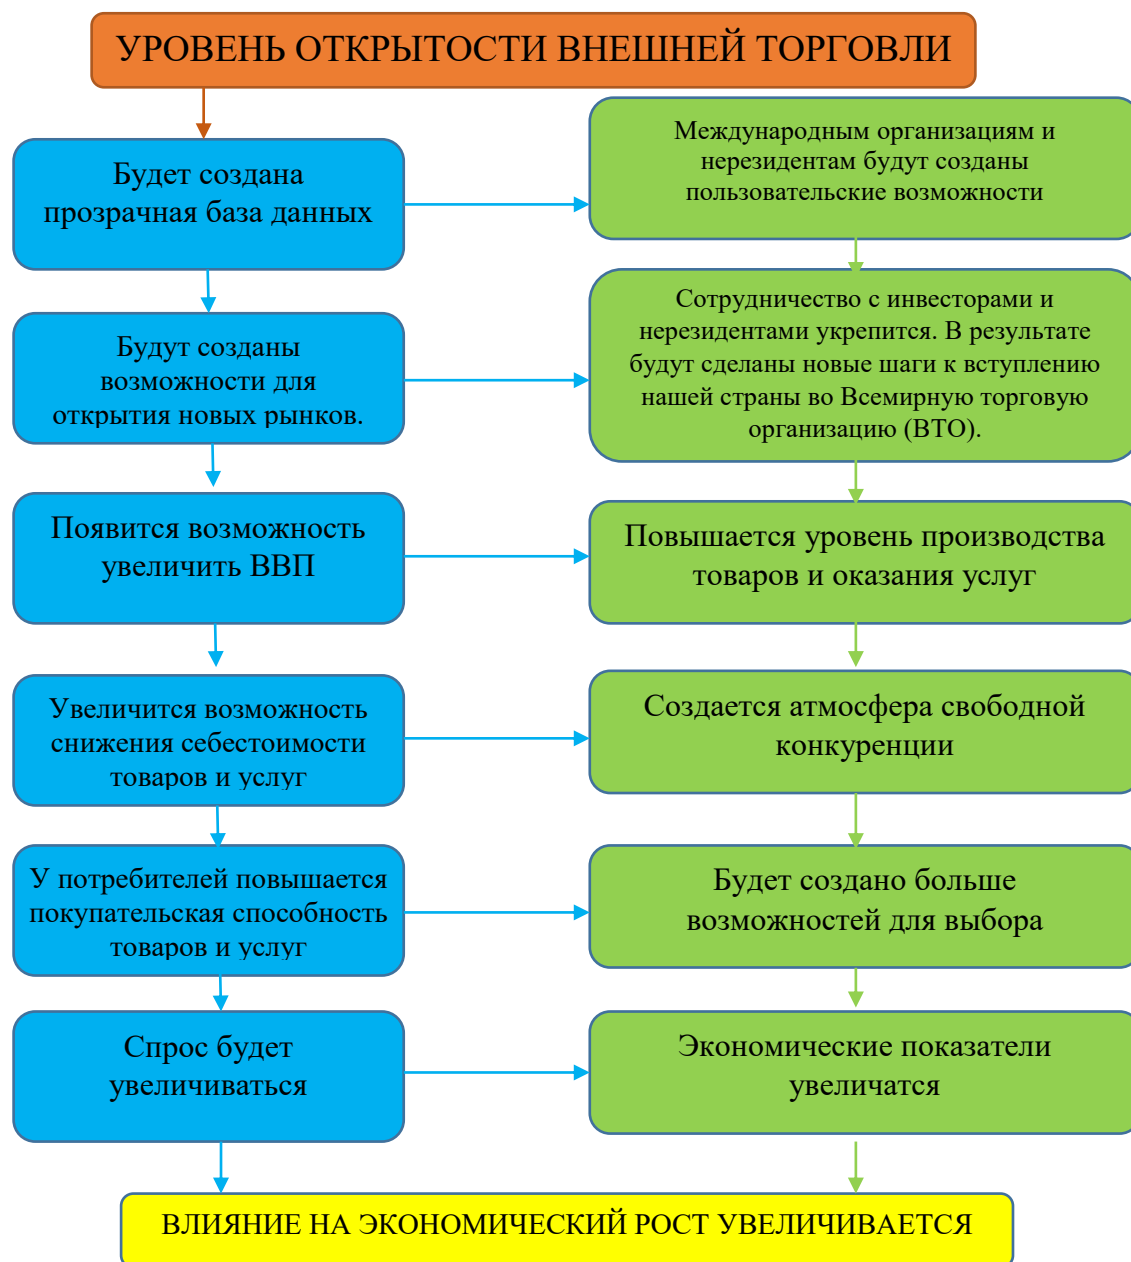 УРОВЕНЬ ОТКРЫТОСТИ ВНЕШНЕЙ ТОРГОВЛИ
Будет создана
прозрачная база данных
Международным организациям и
нерезидентам будут созданы
пользовательские возможности
Будут созданы
возможности для
открытия новых рынков.
Сотрудничество с инвесторами и
нерезидентами укрепится. В результате
будут сделаны новые шаги к вступлению
нашей страны во Всемирную торговую
организацию (ВТО).
Появится возможность
увеличить ВВП
Повышается уровень производства
товаров и оказания услуг
Увеличится возможность
снижения себестоимости
товаров и услуг
Создается атмосфера свободной
конкуренции
У потребителей повышается
покупательская способность
товаров и услуг
Будет создано больше
возможностей для выбора
Спрос будет
увеличиваться
Экономические показатели
увеличатся
ВЛИЯНИЕ НА ЭКОНОМИЧЕСКИЙ РОСТ УВЕЛИЧИВАЕТСЯ